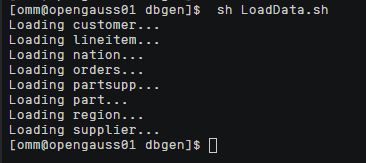 [omm@opengauss01 dbgen]$  sh LoadData.sh
Loading customer...
Loading lineitem...
Loading nation...
Loading orders...
Loading partsupp...
Loading part...
Loading region...
Loading supplier...
[omm@opengauss01 dbgen]$